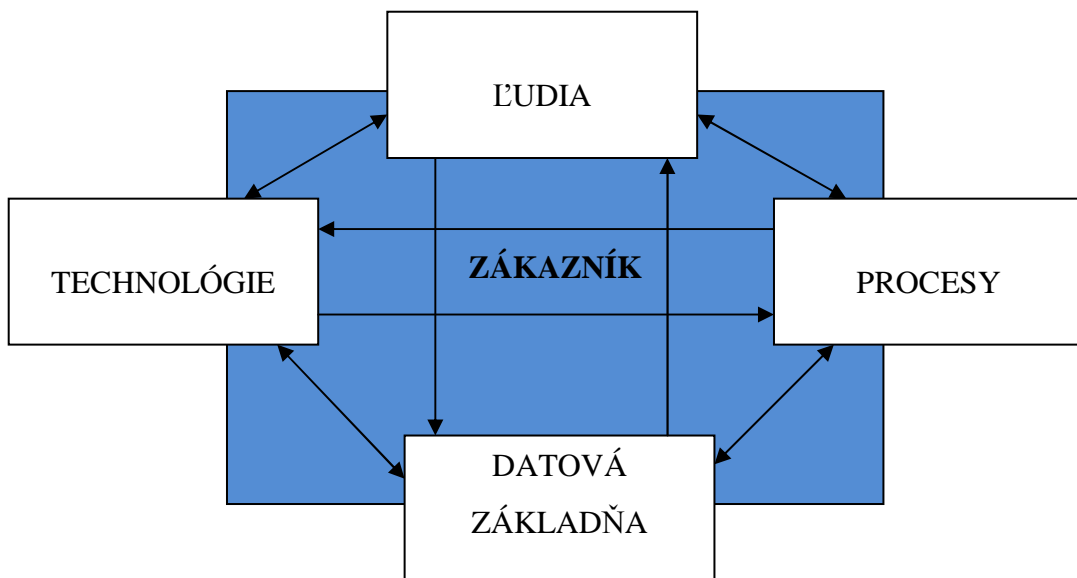 ĽUDIA
ZÁKAZNÍK
TECHNOLÓGIE
PROCESY
DATOVÁ
ZÁKLADŇA